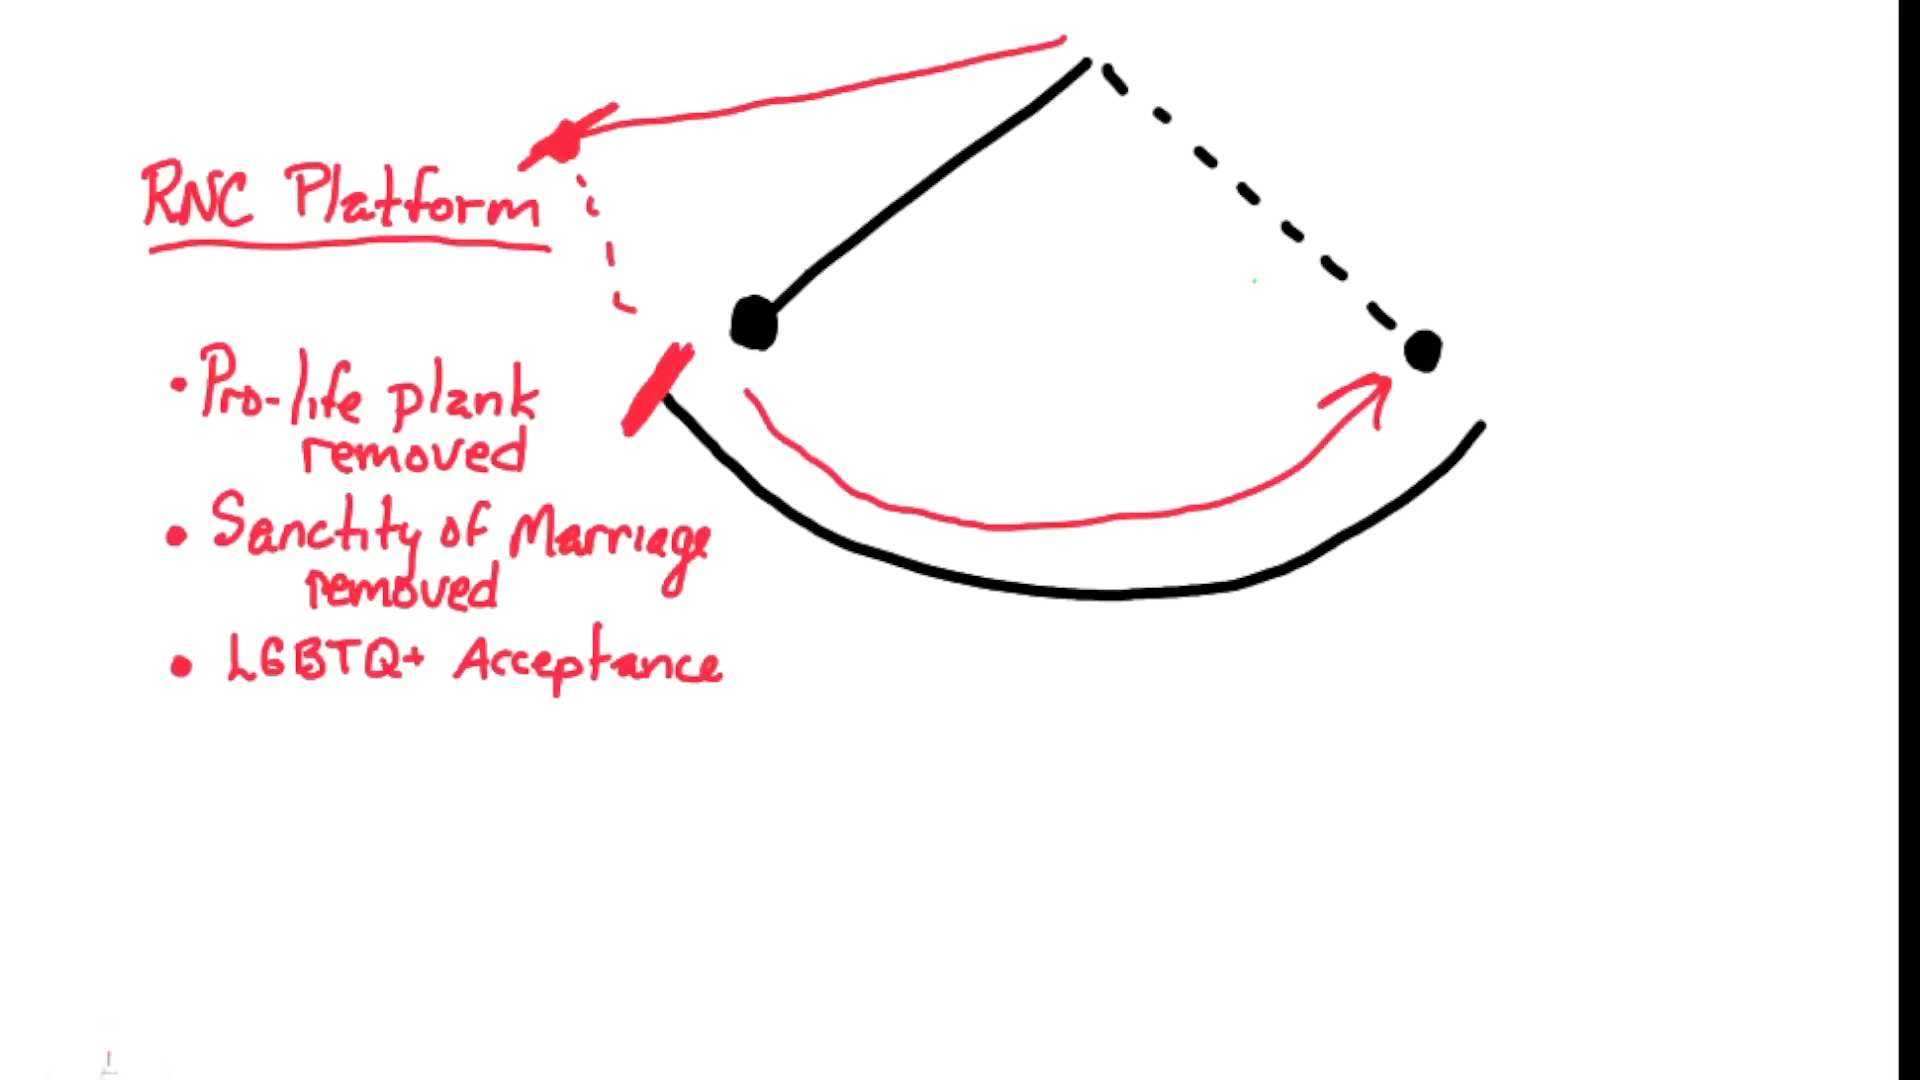 RNC Platform
• Pro-life plank
removed
• Sanctity of Marriage
removed
• LGBTQ+ Acceptance